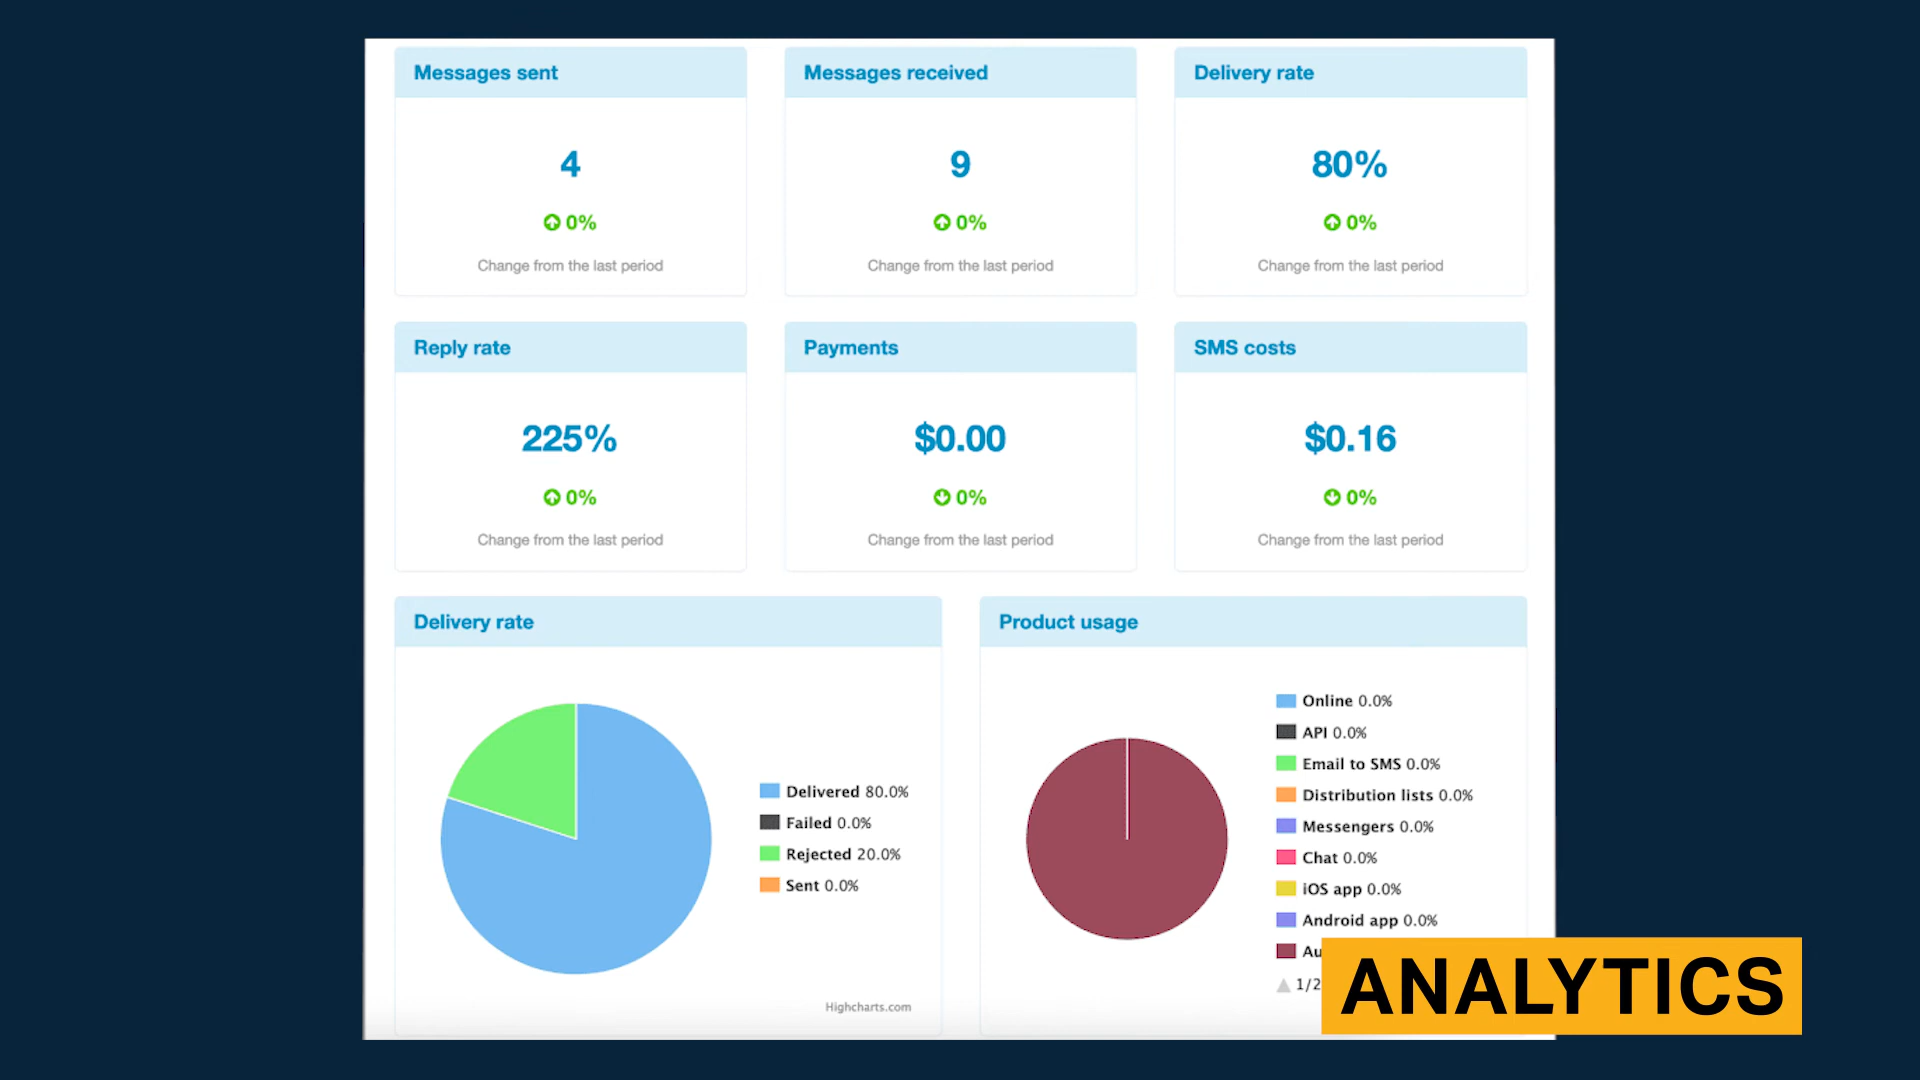 Messages sent
4
0%
Change from the last period
Messages received
9
0%
Change from the last period
Delivery rate
80%
0%
Change from the last period
Reply rate
225%
0%
Change from the last period
Payments
$0.00
0%
Change from the last period
SMS costs
$0.16
0%
Change from the last period
Delivery rate
Delivered 80.0%
Failed 0.0%
Rejected 20.0%
Sent 0.0%
Highcharts.com
Product usage
Online 0.0%
API 0.0%
Email to SMS 0.0%
Distribution lists 0.0%
Messengers 0.0%
Chat 0.0%
iOS app 0.0%
Android app 0.0%
1/2
ANALYTICS